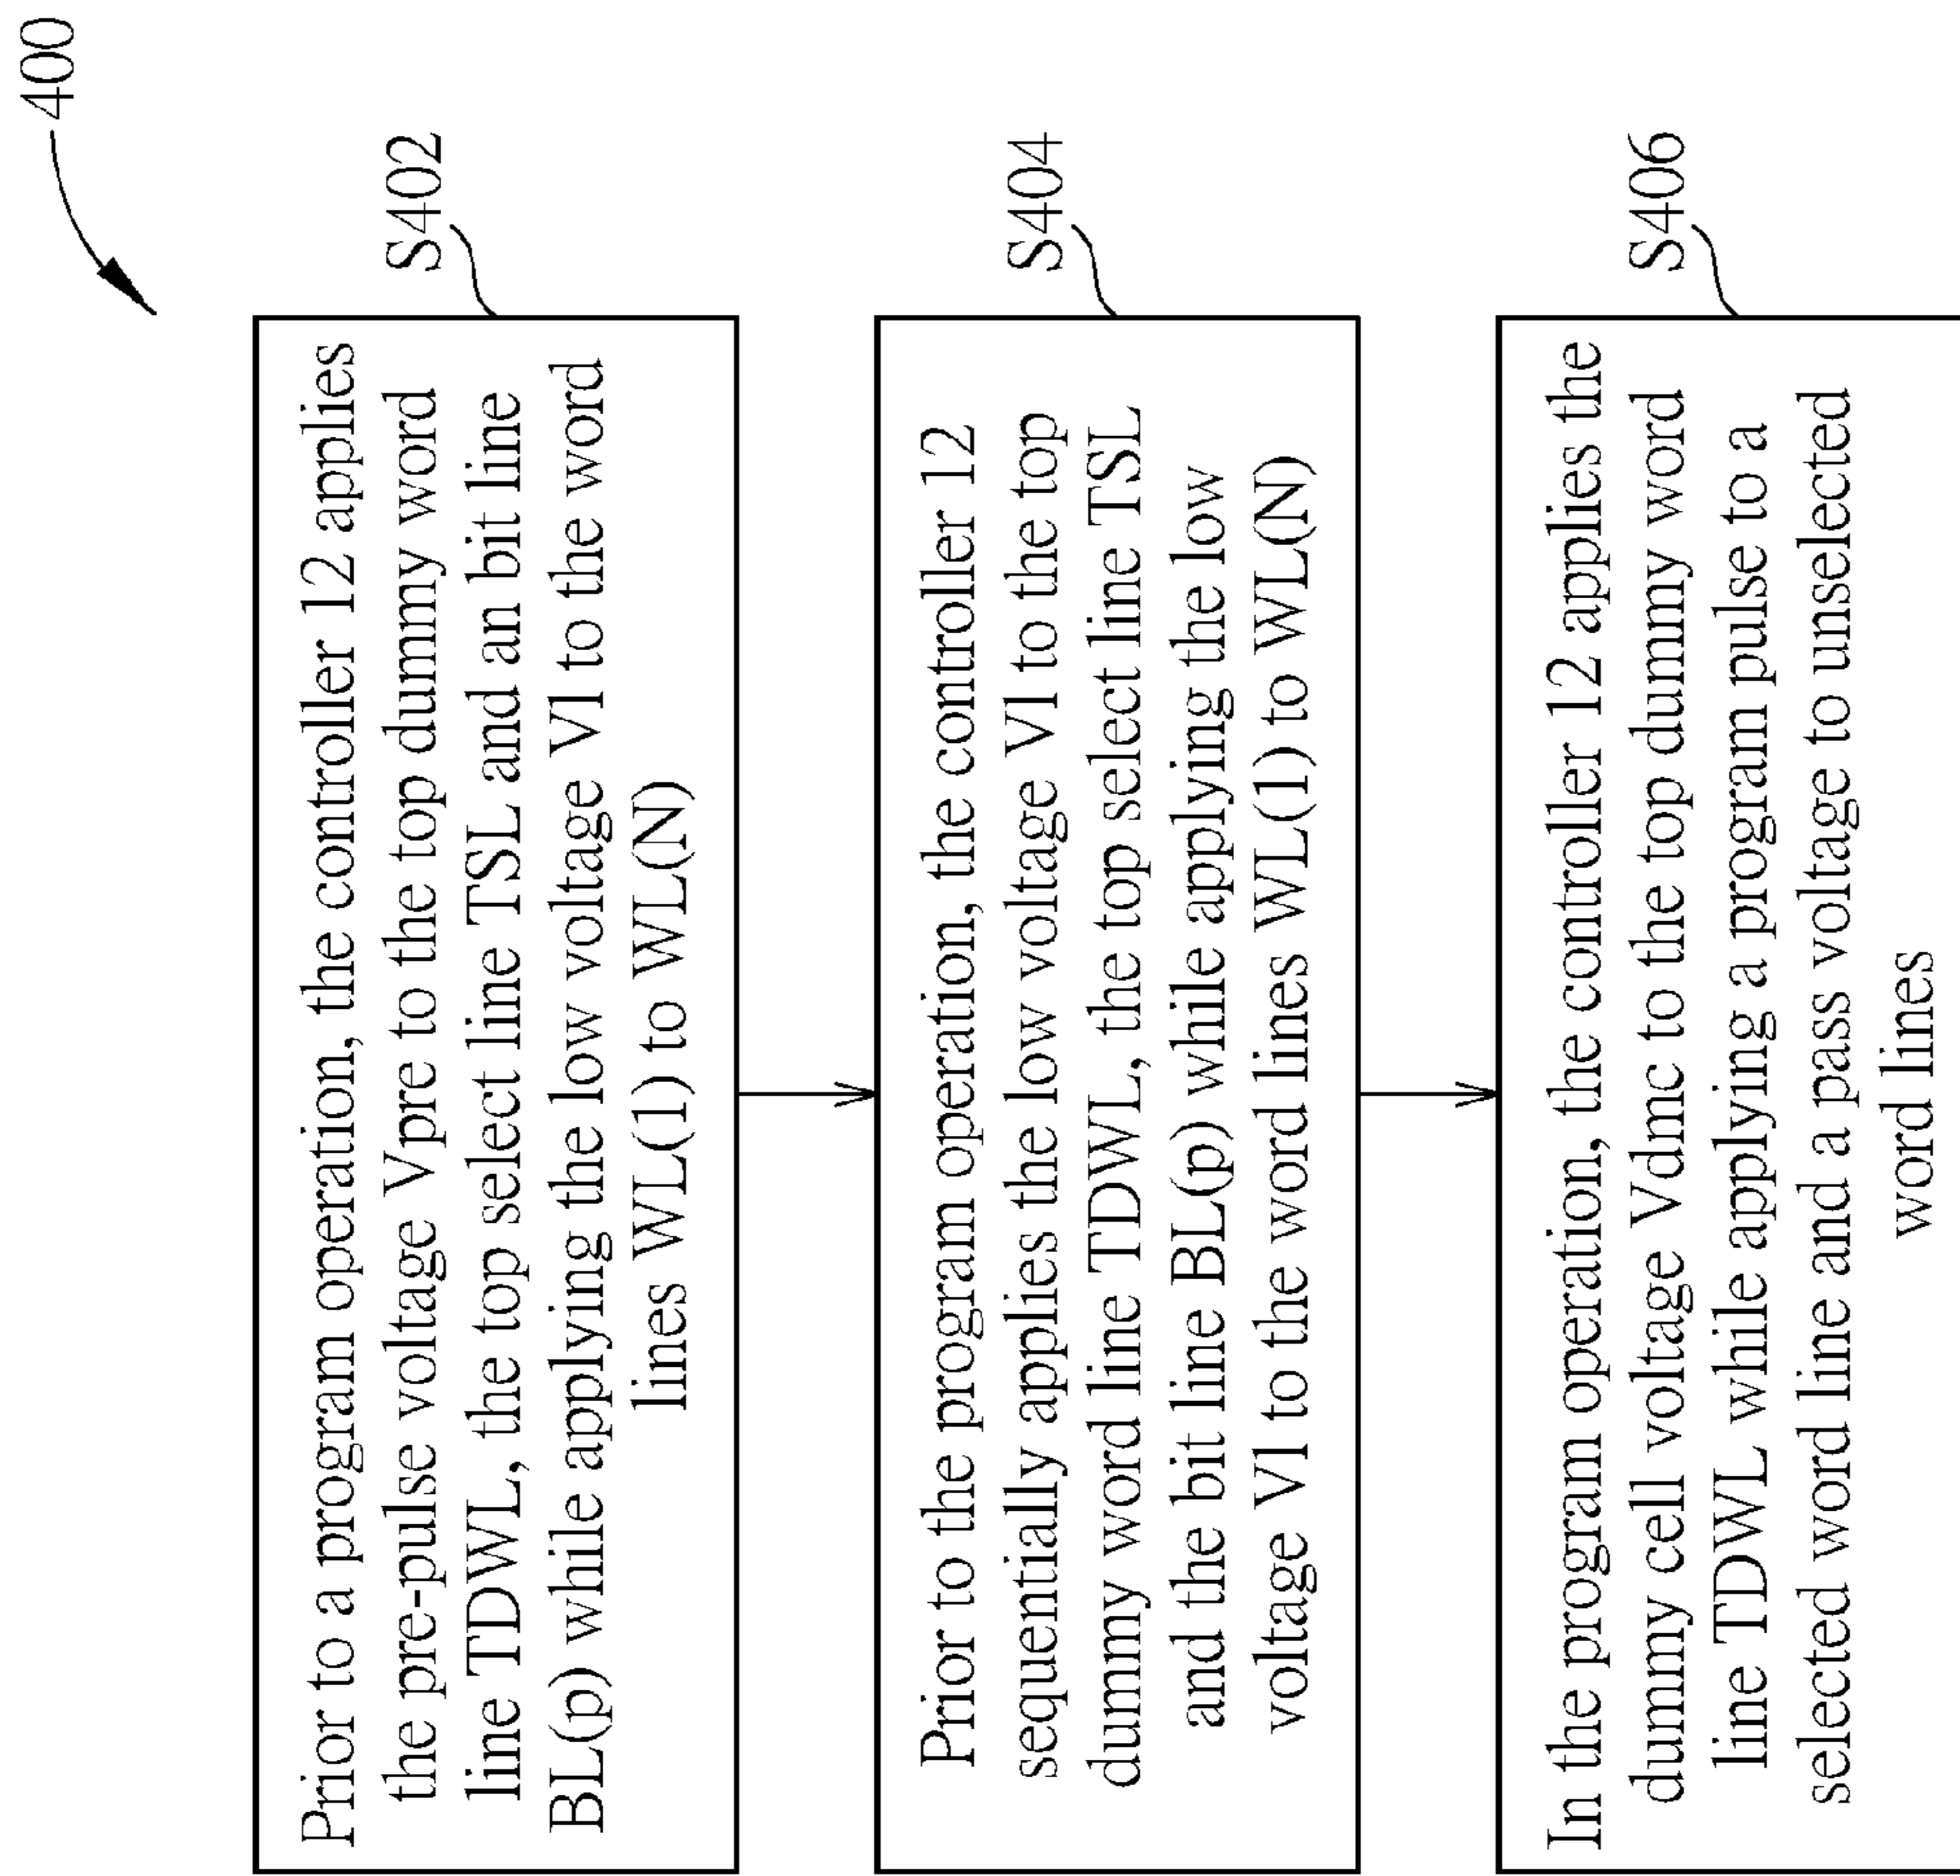 400
S402
Prior to a program operation, the controller 12 applies
the pre-pulse voltage Vpre to the top dummy word
line TDWL, the top select line TSL and an bit line
BL(p) while applying the low voltage Vl to the word
lines WL(1) to WL(N)
S404
Prior to the program operation, the controller 12
sequentially applies the low voltage Vl to the top
dummy word line TDWL, the top select line TSL
and the bit line BL(p) while applying the low
voltage Vl to the word lines WL(1) to WL(N)
S406
In the program operation, the controller 12 applies the
dummy cell voltage Vdmc to the top dummy word
line TDWL while applying a program pulse to a
selected word line and a pass voltage to unselected
word lines